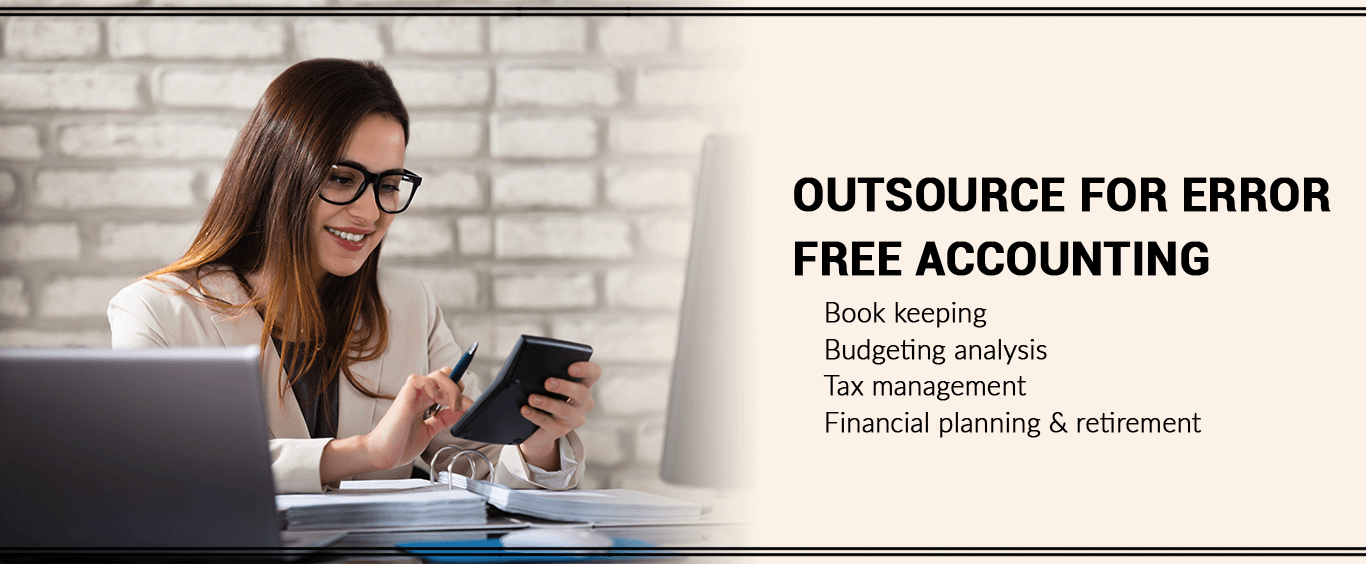 OUTSOURCE FOR ERROR
FREE ACCOUNTING
Book keeping
Budgeting analysis
Tax management
Financial planning & retirement